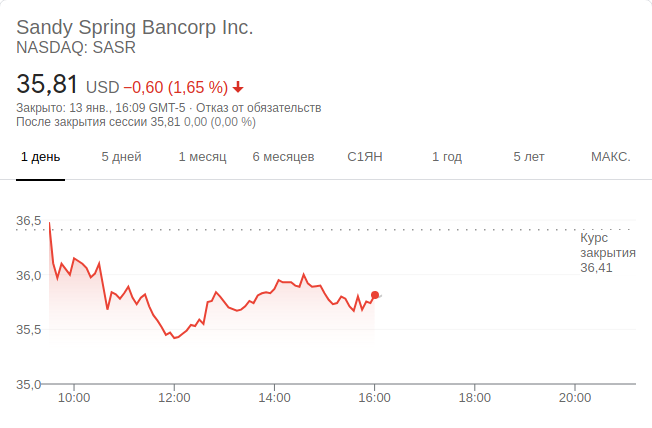 Sandy Spring Bancorp Inc.
NASDAQ: SASR
35,81 USD −0,60 (1,65 %)
Закрыто: 13 янв., 16:09 GMT-5 · Отказ от обязательств
После закрытия сессии 35,81 0,00 (0,00 %)
1 день 5 дней 1 месяц 6 месяцев С1ЯН 1 год 5 лет МАКС.
36,5
Курс
закрытия
36,41
36,0
35,5
35,0
10:00 12:00 14:00 16:00 18:00 20:00